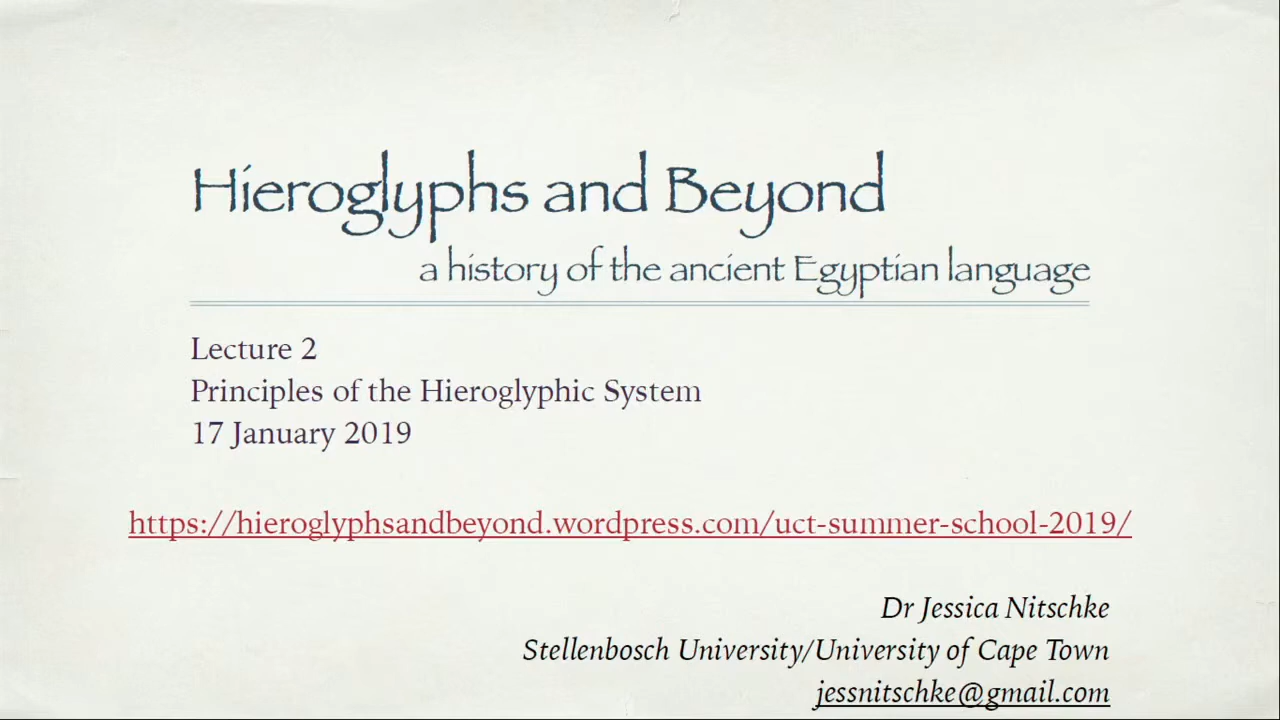 Hieroglyphs and Beyond
a history of the ancient Egyptian language
Lecture 2
Principles of the Hieroglyphic System
17 January 2019
https://hieroglyphsandbeyond.wordpress.com/uct-summer-school-2019/
Dr Jessica Nitschke
Stellenbosch University/University of Cape Town
jessnitschke@gmail.com